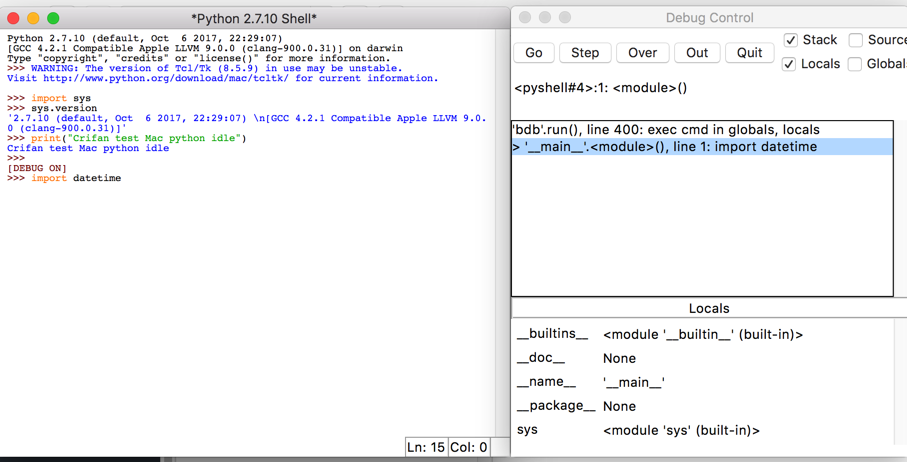 *Python 2.7.10 Shell*
Python 2.7.10 (default, Oct  6 2017, 22:29:07)
[GCC 4.2.1 Compatible Apple LLVM 9.0.0 (clang-900.0.31)] on darwin
Type "copyright", "credits" or "license()" for more information.
>>> WARNING: The version of Tcl/Tk (8.5.9) in use may be unstable.
Visit http://www.python.org/download/mac/tcltk/ for current information.
>>> import sys
>>> sys.version
'2.7.10 (default, Oct  6 2017, 22:29:07) \n[GCC 4.2.1 Compatible Apple LLVM 9.0.
0 (clang-900.0.31)]'
>>> print("Crifan test Mac python idle")
Crifan test Mac python idle
>>>
[DEBUG ON]
>>> import datetime
Ln: 15 Col: 0
Debug Control
Go Step Over Out Quit
Stack Source
Locals Globals
<pyshell#4>:1: <module>()
'bdb'.run(), line 400: exec cmd in globals, locals
> '__main__'.<module>(), line 1: import datetime
Locals
__builtins__ <module '__builtin__' (built-in)>
__doc__ None
__name__ '__main__'
__package__ None
sys <module 'sys' (built-in)>